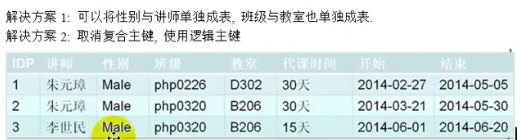 解决方案 1: 可以将性别与讲师单独成表, 班级与教室也单独成表.
解决方案 2: 取消复合主键, 使用逻辑主键
IDP 讲师 性别 班级 教室 代课时间 开始 结束
1 朱元璋 Male php0226 D302 30天 2014-02-27 2014-05-05
2 朱元璋 Male php0320 B206 30天 2014-03-21 2014-05-30
3 李世民 Male php0320 B206 15天 2014-06-01 2014-06-20